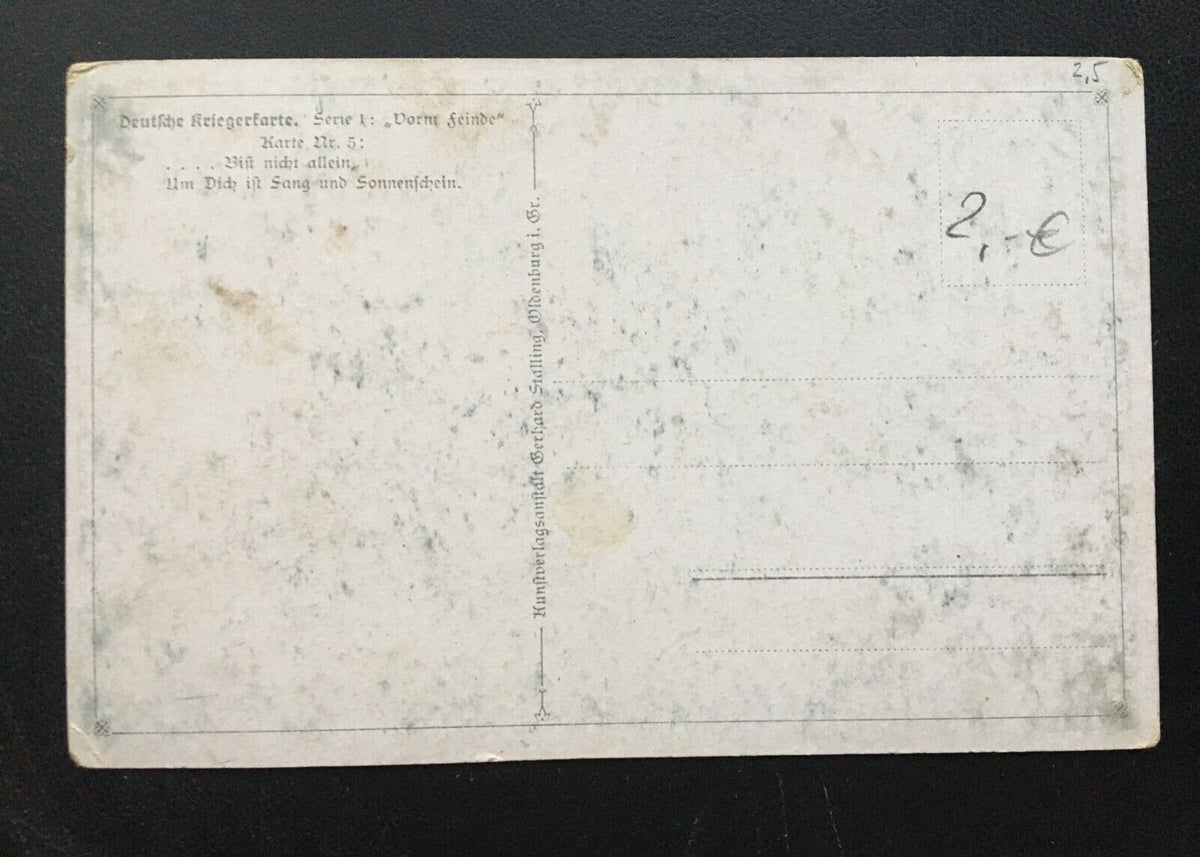 2,5
Deutsche Kriegerkarte. Serie 1: „Vorm Feinde“
Karte Nr. 5:
. . . . Bist nicht allein,
Um Dich ist Sang und Sonnenschein.
Kunstverlagsanstalt Gerhard Stalling, Oldenburg i. Gr.
2,-€